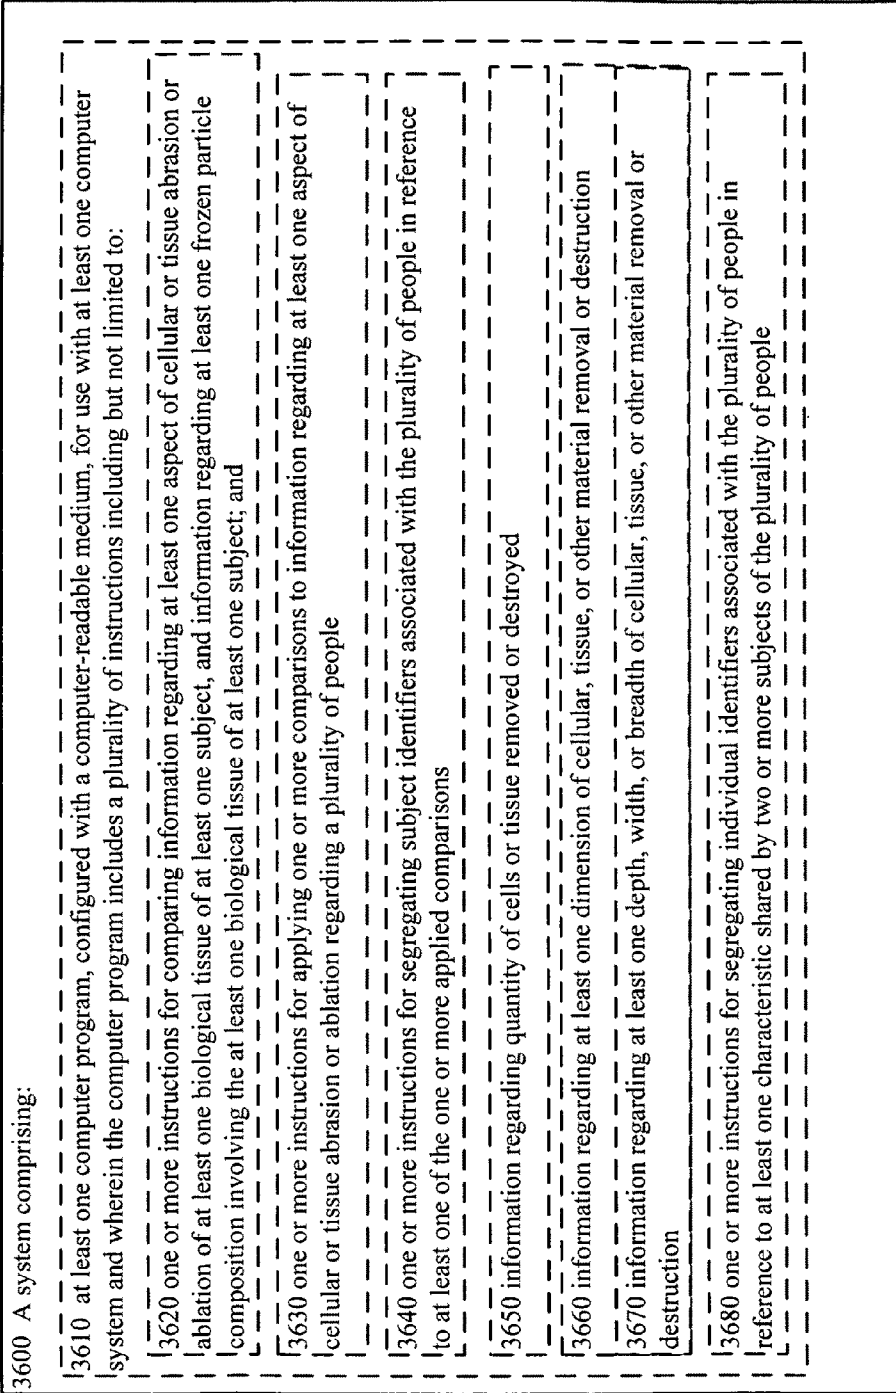 3600 A system comprising:
3610 at least one computer program, configured with a computer-readable medium, for use with at least one computer
system and wherein the computer program includes a plurality of instructions including but not limited to:
3620 one or more instructions for comparing information regarding at least one aspect of cellular or tissue abrasion or
ablation of at least one biological tissue of at least one subject, and information regarding at least one frozen particle
composition involving the at least one biological tissue of at least one subject; and
3630 one or more instructions for applying one or more comparisons to information regarding at least one aspect of
cellular or tissue abrasion or ablation regarding a plurality of people
3640 one or more instructions for segregating subject identifiers associated with the plurality of people in reference
to at least one of the one or more applied comparisons
3650 information regarding quantity of cells or tissue removed or destroyed
3660 information regarding at least one dimension of cellular, tissue, or other material removal or destruction
3670 information regarding at least one depth, width, or breadth of cellular, tissue, or other material removal or
destruction
3680 one or more instructions for segregating individual identifiers associated with the plurality of people in
reference to at least one characteristic shared by two or more subjects of the plurality of people